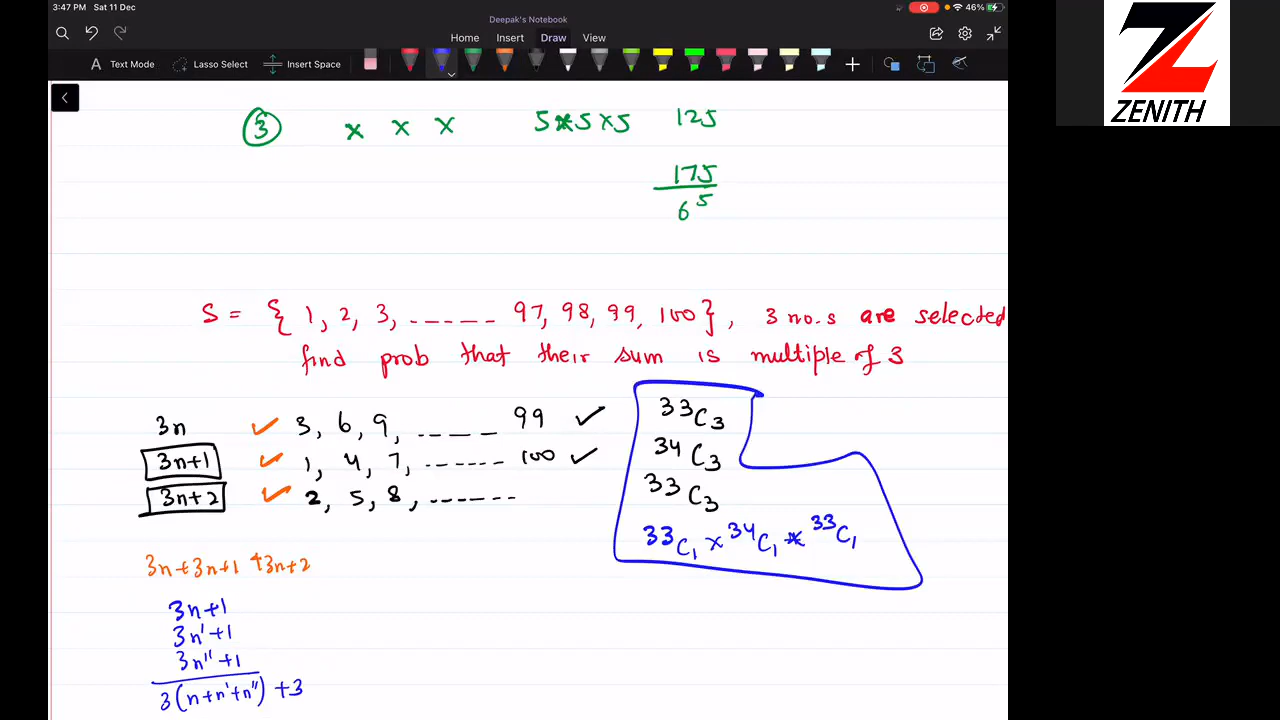 3:47 PM Sat 11 Dec
46%
Deepak's Notebook
Home Insert Draw View
Text Mode Lasso Select Insert Space
ZENITH
③ x x x 5×5×5 125
175
6^5
S = { 1, 2, 3, ------ 97, 98, 99, 100 }, 3 no.s are selected
find prob that their sum is multiple of 3
3n ✓ 3, 6, 9, ------ 99 ✓ 33C3
3n+1 ✓ 1, 4, 7, ------- 100 ✓ 34C3
3n+2 ✓ 2, 5, 8, ------- 33C3
33C1 × 34C1 * 33C1
3n+3n+1+3n+2
3n+1
3n'+1
3n''+1
3(n+n'+n'')+3